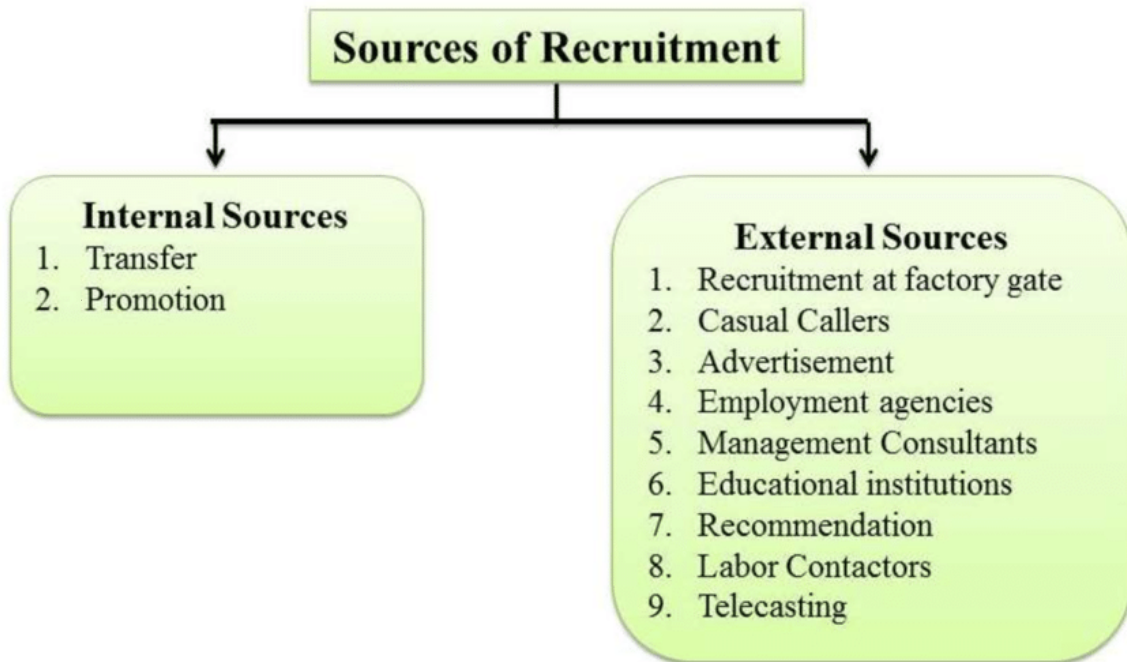 Sources of Recruitment
Internal Sources
1. Transfer
2. Promotion
External Sources
1. Recruitment at factory gate
2. Casual Callers
3. Advertisement
4. Employment agencies
5. Management Consultants
6. Educational institutions
7. Recommendation
8. Labor Contactors
9. Telecasting